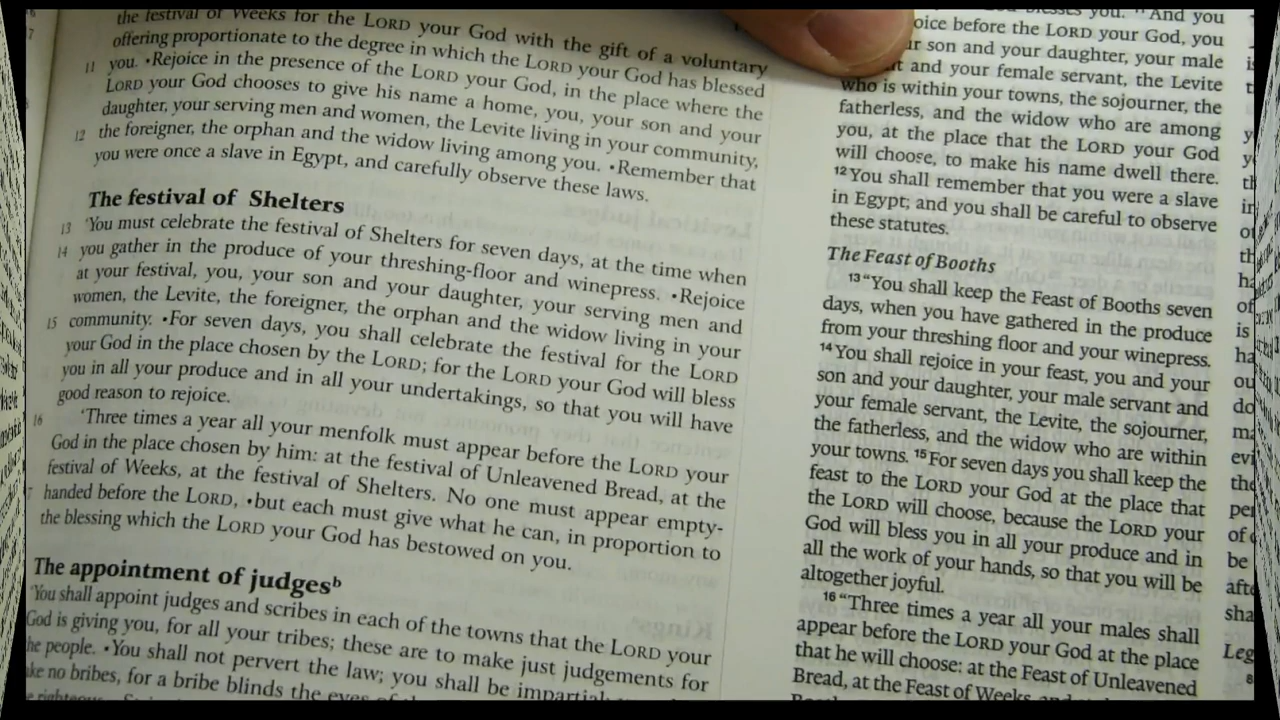 the festival of Weeks for the LORD your God with the gift of a voluntary
offering proportionate to the degree in which the LORD your God has blessed
11 you. •Rejoice in the presence of the LORD your God, in the place where the
LORD your God chooses to give his name a home, you, your son and your
daughter, your serving men and women, the Levite living in your community,
12 the foreigner, the orphan and the widow living among you. •Remember that
you were once a slave in Egypt, and carefully observe these laws.
The festival of Shelters
13 ‘You must celebrate the festival of Shelters for seven days, at the time when
14 you gather in the produce of your threshing-floor and winepress. •Rejoice
at your festival, you, your son and your daughter, your serving men and
women, the Levite, the foreigner, the orphan and the widow living in your
15 community. •For seven days, you shall celebrate the festival for the LORD
your God in the place chosen by the LORD; for the LORD your God will bless
you in all your produce and in all your undertakings, so that you will have
good reason to rejoice.
16 ‘Three times a year all your menfolk must appear before the LORD your
God in the place chosen by him: at the festival of Unleavened Bread, at the
festival of Weeks, at the festival of Shelters. No one must appear empty-
7 handed before the LORD, •but each must give what he can, in proportion to
the blessing which the LORD your God has bestowed on you.
The appointment of judgesb
‘You shall appoint judges and scribes in each of the towns that the LORD your
God is giving you, for all your tribes; these are to make just judgements for
he people. •You shall not pervert the law; you shall be impartial;
ke no bribes, for a bribe blinds the eyes of the
righteous
blesses you. 11 And you
oice before the LORD your God, you
ur son and your daughter, your male
t and your female servant, the Levite
who is within your towns, the sojourner, the
fatherless, and the widow who are among
you, at the place that the LORD your God
will choose, to make his name dwell there.
12 You shall remember that you were a slave
in Egypt; and you shall be careful to observe
these statutes.
The Feast of Booths
13 “You shall keep the Feast of Booths seven
days, when you have gathered in the produce
from your threshing floor and your winepress.
14 You shall rejoice in your feast, you and your
son and your daughter, your male servant and
your female servant, the Levite, the sojourner,
the fatherless, and the widow who are within
your towns. 15 For seven days you shall keep the
feast to the LORD your God at the place that
the LORD will choose, because the LORD your
God will bless you in all your produce and in
all the work of your hands, so that you will be
altogether joyful.
16 “Three times a year all your males shall
appear before the LORD your God at the place
that he will choose: at the Feast of Unleavened
Bread, at the Feast of Weeks, and at the